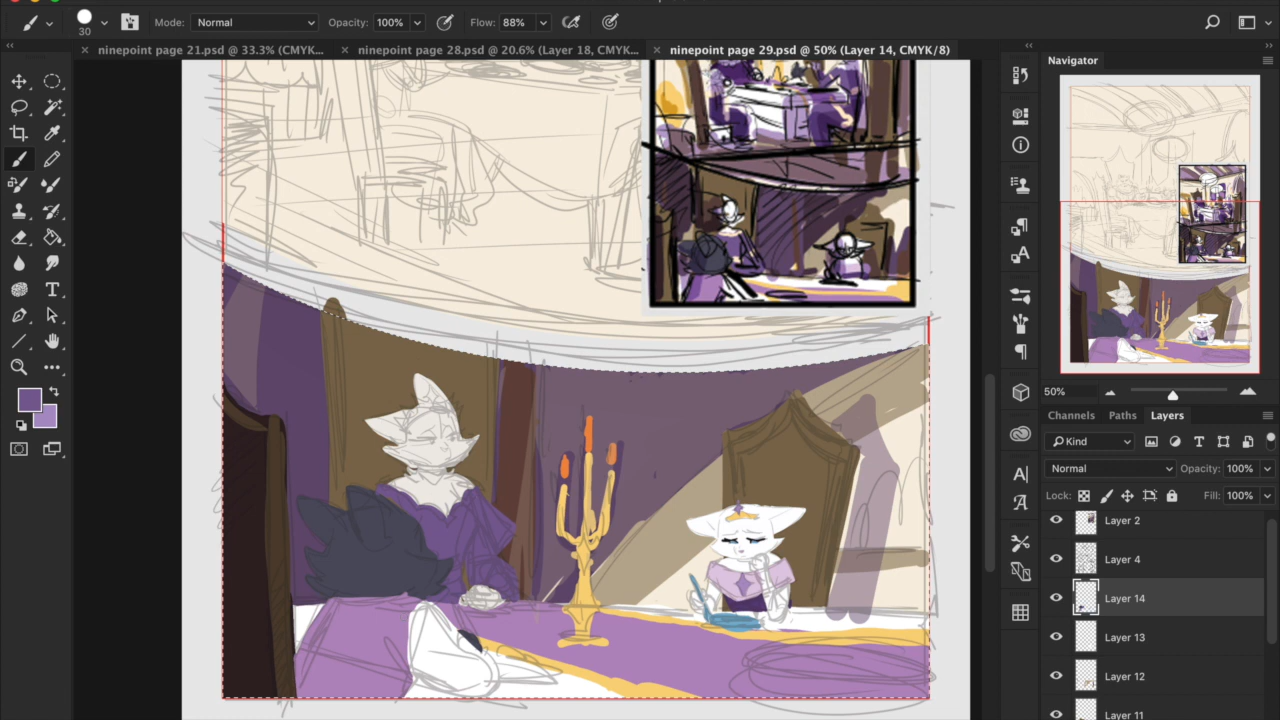 30
Mode: Normal
Opacity: 100%
Flow: 88%
ninepoint page 21.psd @ 33.3% (CMYK...
ninepoint page 28.psd @ 20.6% (Layer 18, CMYK...
ninepoint page 29.psd @ 50% (Layer 14, CMYK/8)
Navigator
50%
Channels
Paths
Layers
Kind
Normal
Opacity: 100%
Lock:
Fill: 100%
Layer 2
Layer 4
Layer 14
Layer 13
Layer 12
Layer 11